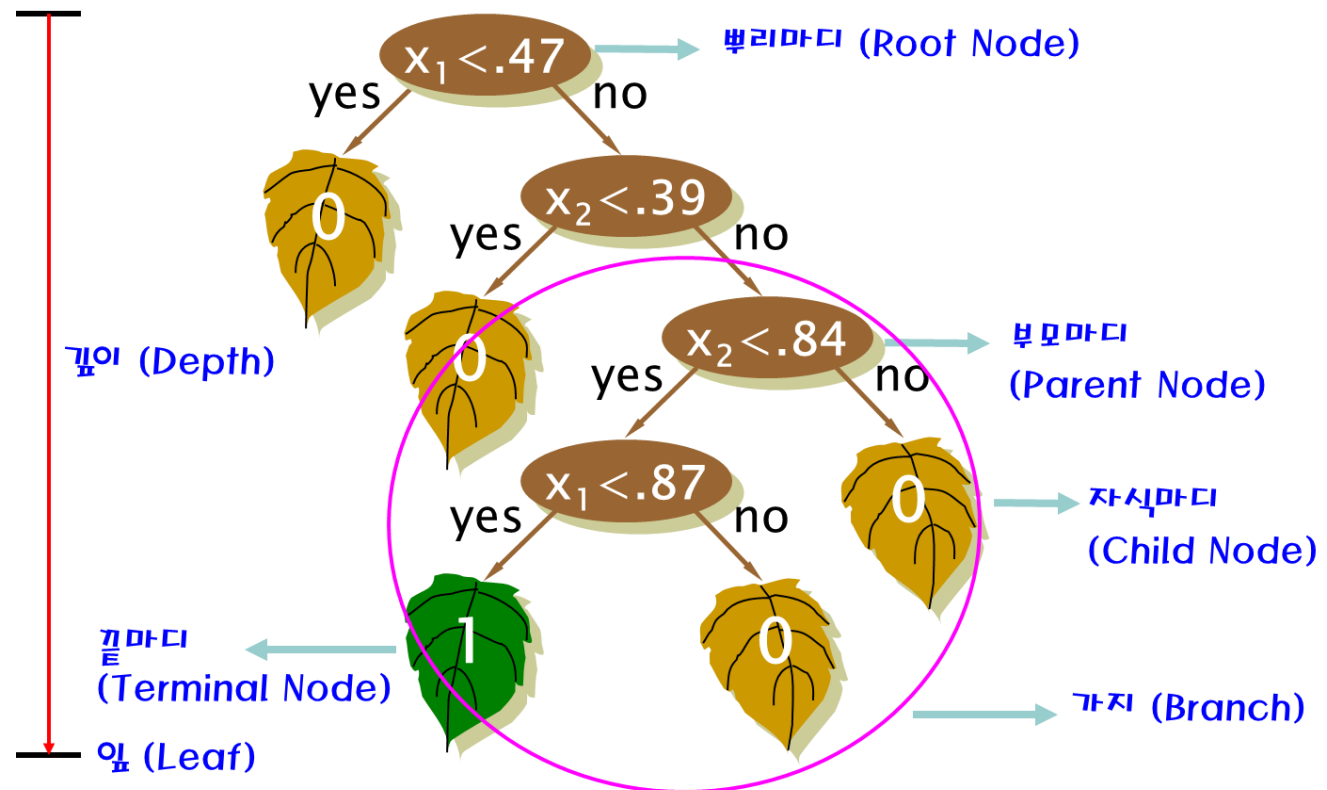 x₁<.47
뿌리마디 (Root Node)
yes
no
0
x₂<.39
yes
no
0
x₂<.84
부모마디
(Parent Node)
깊이 (Depth)
yes
no
x₁<.87
0
자식마디
(Child Node)
yes
no
1
0
끝마디
(Terminal Node)
가지 (Branch)
잎 (Leaf)